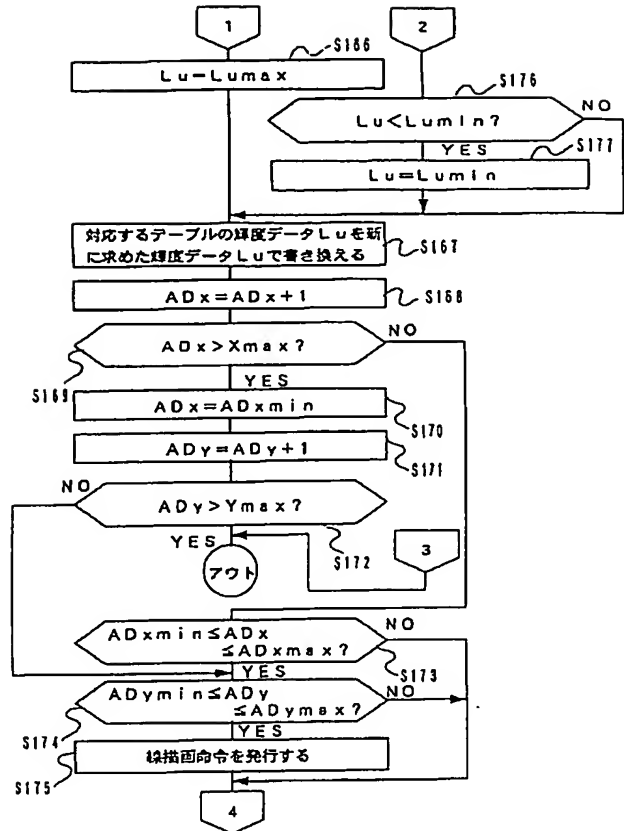 1
2
S166
Lu=Lumax
S176
Lu<Lumin?
NO
YES
S177
Lu=Lumin
対応するテーブルの輝度データLuを新
に求めた輝度データLuで書き換える
S167
ADx=ADx+1
S168
ADx>Xmax?
NO
S169
YES
ADx=ADxmin
S170
ADy=ADy+1
S171
NO
ADy>Ymax?
YES
S172
3
アウト
ADxmin≦ADx
≦ADxmax?
NO
S173
YES
ADymin≦ADy
≦ADymax?
NO
S174
YES
線描画命令を発行する
S175
4